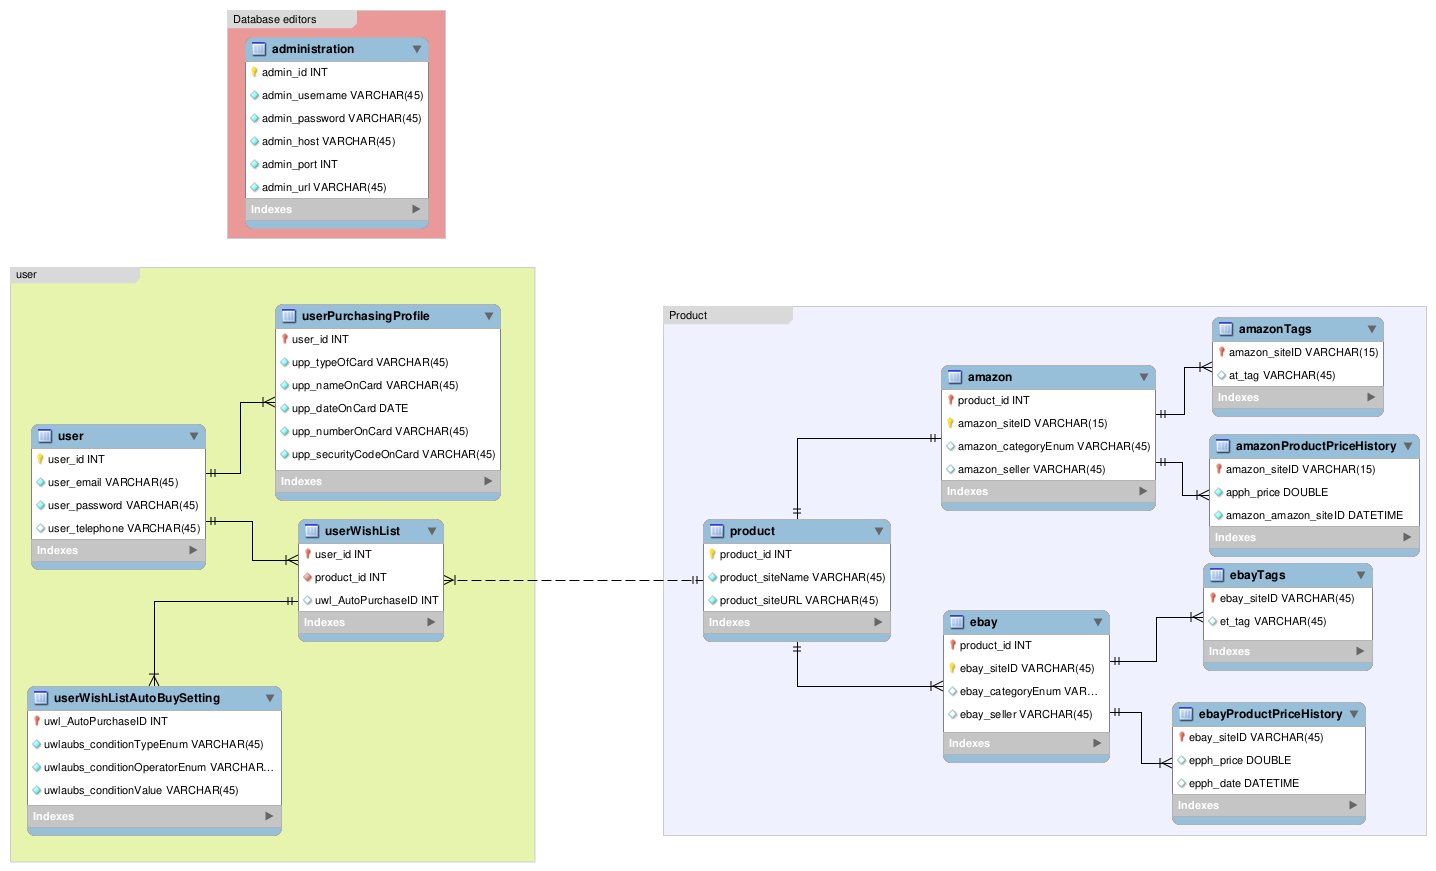 Database editors
administration
admin_id INT
admin_username VARCHAR(45)
admin_password VARCHAR(45)
admin_host VARCHAR(45)
admin_port INT
admin_url VARCHAR(45)
Indexes
user
userPurchasingProfile
user_id INT
upp_typeOfCard VARCHAR(45)
upp_nameOnCard VARCHAR(45)
upp_dateOnCard DATE
upp_numberOnCard VARCHAR(45)
upp_securityCodeOnCard VARCHAR(45)
Indexes
user
user_id INT
user_email VARCHAR(45)
user_password VARCHAR(45)
user_telephone VARCHAR(45)
Indexes
userWishList
user_id INT
product_id INT
uwl_AutoPurchaseID INT
Indexes
userWishListAutoBuySetting
uwl_AutoPurchaseID INT
uwlaubs_conditionTypeEnum VARCHAR(45)
uwlaubs_conditionOperatorEnum VARCHAR...
uwlaubs_conditionValue VARCHAR(45)
Indexes
Product
product
product_id INT
product_siteName VARCHAR(45)
product_siteURL VARCHAR(45)
Indexes
amazon
product_id INT
amazon_siteID VARCHAR(15)
amazon_categoryEnum VARCHAR(45)
amazon_seller VARCHAR(45)
Indexes
amazonTags
amazon_siteID VARCHAR(15)
at_tag VARCHAR(45)
Indexes
amazonProductPriceHistory
amazon_siteID VARCHAR(15)
apph_price DOUBLE
amazon_amazon_siteID DATETIME
Indexes
ebay
product_id INT
ebay_siteID VARCHAR(45)
ebay_categoryEnum VAR...
ebay_seller VARCHAR(45)
Indexes
ebayTags
ebay_siteID VARCHAR(45)
et_tag VARCHAR(45)
Indexes
ebayProductPriceHistory
ebay_siteID VARCHAR(45)
epph_price DOUBLE
epph_date DATETIME
Indexes